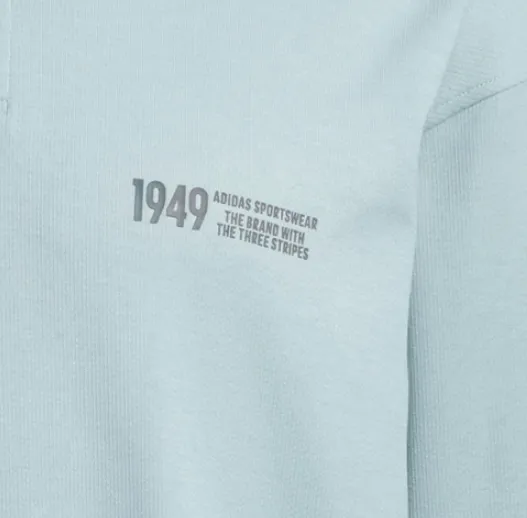 1949 ADIDAS SPORTSWEAR
THE BRAND WITH
THE THREE STRIPES